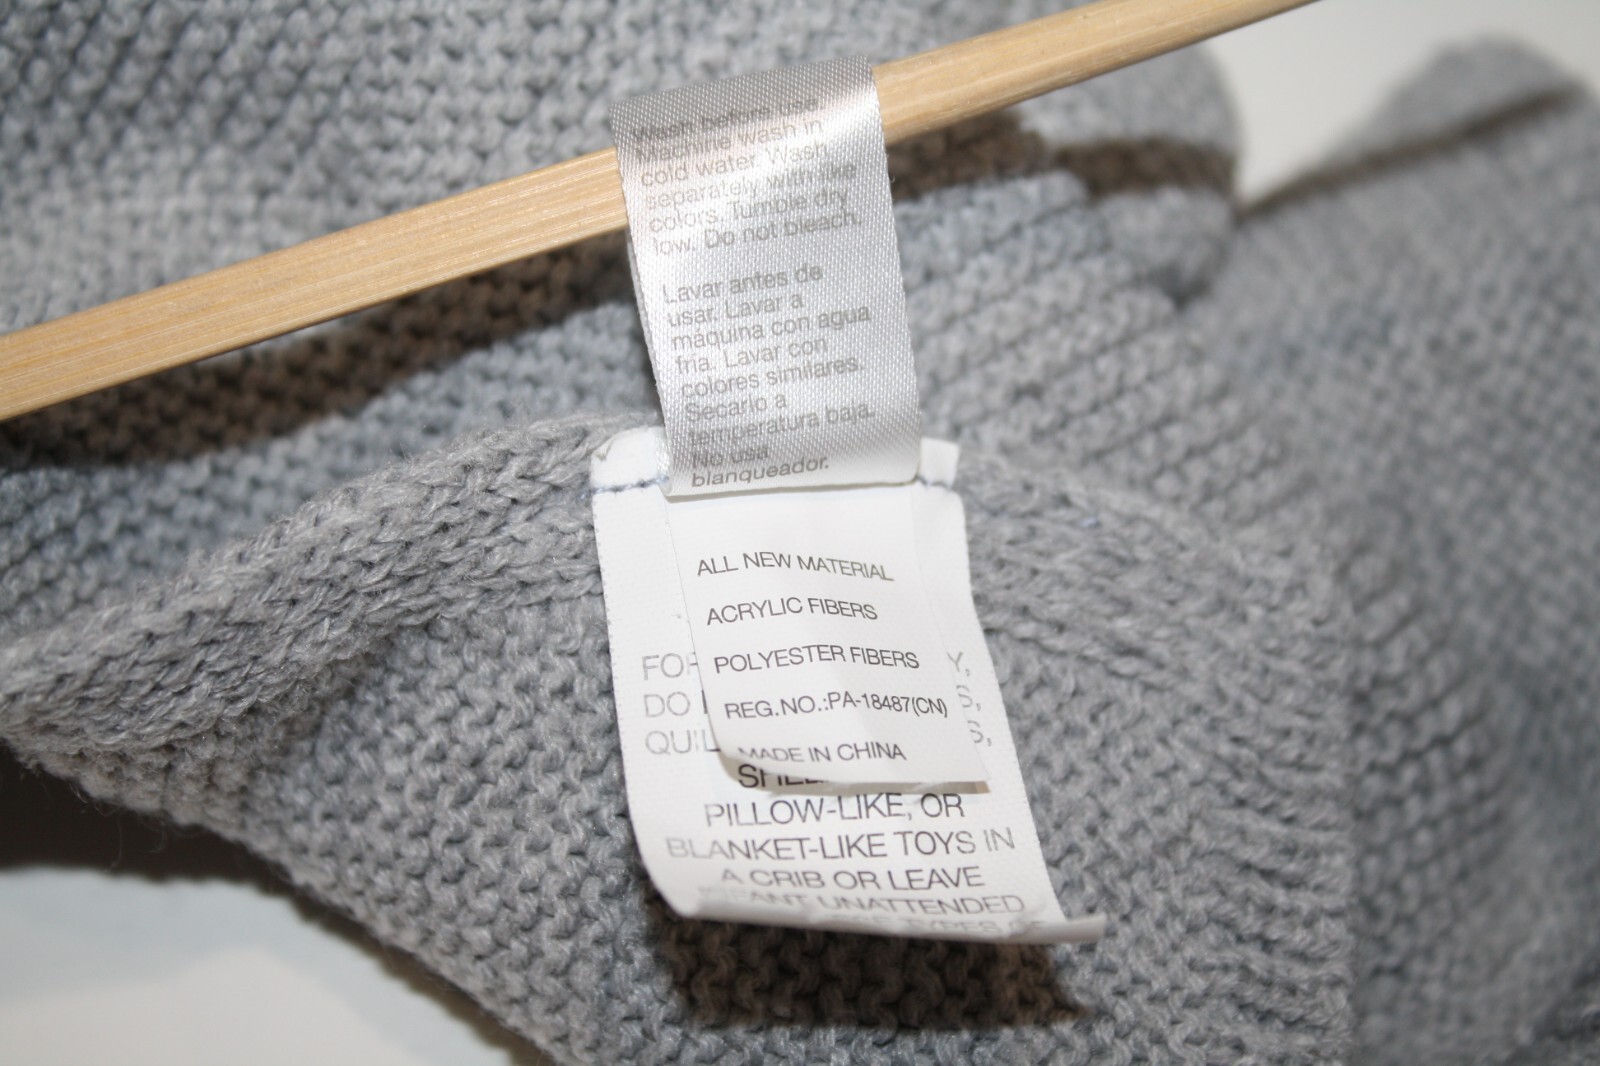 Wash before use
Machine wash in
cold water. Wash
separately with like
colors. Tumble dry
low. Do not bleach.
Lavar antes de
usar. Lavar a
máquina con agua
fría. Lavar con
colores similares.
Secarlo a
temperatura baja.
No usa
blanqueador.
ALL NEW MATERIAL
ACRYLIC FIBERS
POLYESTER FIBERS
REG.NO.:PA-18487(CN)
MADE IN CHINA
FOR
DO
PILLOW-LIKE, OR
BLANKET-LIKE TOYS IN
A CRIB OR LEAVE
UNATTENDED